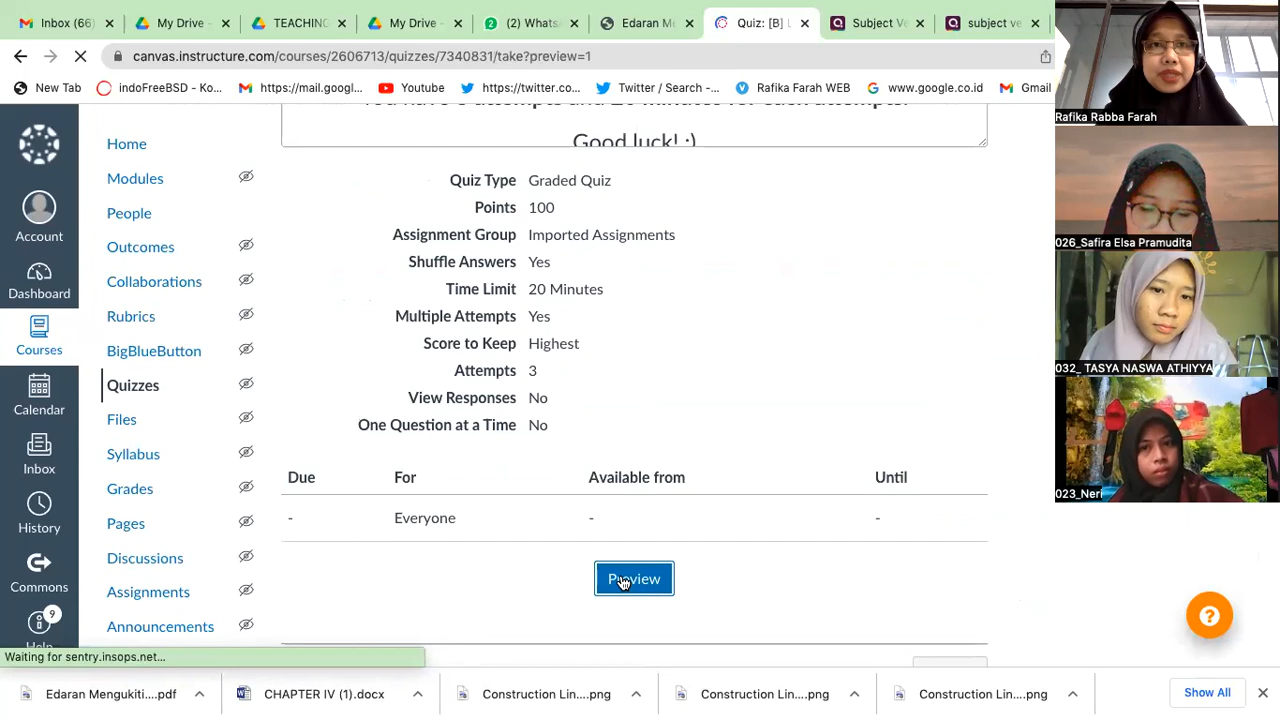 Inbox (66)
My Drive -
TEACHING
My Drive -
(2) Whats
Edaran Me
Quiz: [B] L
Subject Ve
subject ve
canvas.instructure.com/courses/2606713/quizzes/7340831/take?preview=1
New Tab
indoFreeBSD - Ko...
https://mail.googl...
Youtube
https://twitter.co...
Twitter / Search -...
Rafika Farah WEB
www.google.co.id
Gmail
Account
Dashboard
Courses
Calendar
Inbox
History
Commons
9
Help
Home
Modules
People
Outcomes
Collaborations
Rubrics
BigBlueButton
Quizzes
Files
Syllabus
Grades
Pages
Discussions
Assignments
Announcements
Good luck! :)
Quiz Type Graded Quiz
Points 100
Assignment Group Imported Assignments
Shuffle Answers Yes
Time Limit 20 Minutes
Multiple Attempts Yes
Score to Keep Highest
Attempts 3
View Responses No
One Question at a Time No
Due For Available from Until
- Everyone - -
Preview
Rafika Rabba Farah
026_Safira Elsa Pramudita
032_ TASYA NASWA ATHIYYA
023_Neri
Waiting for sentry.insops.net...
Edaran Mengukiti....pdf
CHAPTER IV (1).docx
Construction Lin....png
Construction Lin....png
Construction Lin....png
Show All